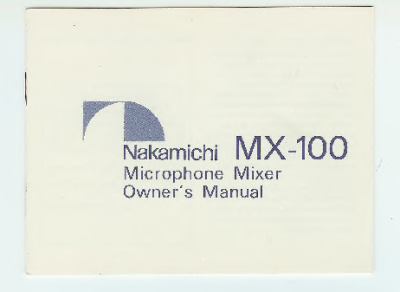 Nakamichi MX-100
Microphone Mixer
Owner's Manual